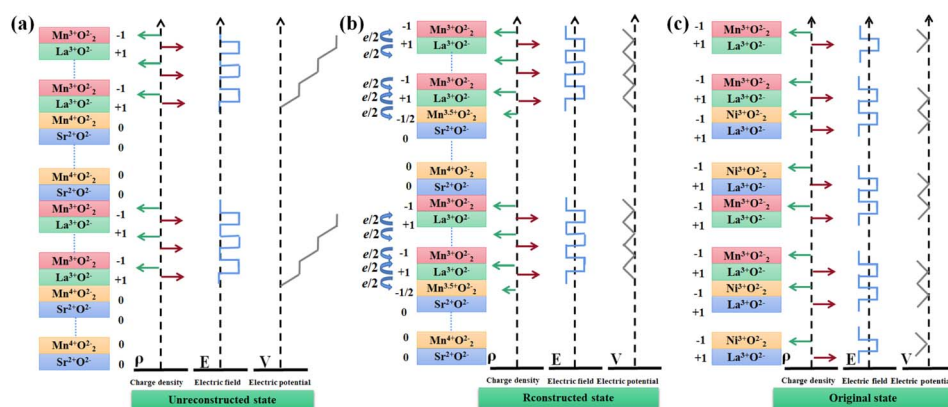 (a)
Mn³⁺O²⁻₂ -1
La³⁺O²⁻ +1
Mn³⁺O²⁻₂ -1
La³⁺O²⁻ +1
Mn⁴⁺O²⁻₂ 0
Sr²⁺O²⁻ 0
Mn⁴⁺O²⁻₂ 0
Sr²⁺O²⁻ 0
Mn³⁺O²⁻₂ -1
La³⁺O²⁻ +1
Mn³⁺O²⁻₂ -1
La³⁺O²⁻ +1
Mn⁴⁺O²⁻₂ 0
Sr²⁺O²⁻ 0
Mn⁴⁺O²⁻₂ 0
Sr²⁺O²⁻ 0
ρ E V
Charge density Electric field Electric potential
Unreconstructed state
(b)
e/2 -1 Mn³⁺O²⁻₂
e/2 +1 La³⁺O²⁻
e/2 -1 Mn³⁺O²⁻₂
e/2 +1 La³⁺O²⁻
e/2 -1/2 Mn³·⁵⁺O²⁻₂
0 Sr²⁺O²⁻
0 Mn⁴⁺O²⁻₂
0 Sr²⁺O²⁻
e/2 -1 Mn³⁺O²⁻₂
e/2 +1 La³⁺O²⁻
e/2 -1 Mn³⁺O²⁻₂
e/2 +1 La³⁺O²⁻
e/2 -1/2 Mn³·⁵⁺O²⁻₂
0 Sr²⁺O²⁻
0 Mn⁴⁺O²⁻₂
0 Sr²⁺O²⁻
ρ E V
Charge density Electric field Electric potential
Rconstructed state
(c)
-1 Mn³⁺O²⁻₂
+1 La³⁺O²⁻
-1 Mn³⁺O²⁻₂
+1 La³⁺O²⁻
-1 Ni³⁺O²⁻₂
+1 La³⁺O²⁻
-1 Ni³⁺O²⁻₂
+1 La³⁺O²⁻
-1 Mn³⁺O²⁻₂
+1 La³⁺O²⁻
-1 Mn³⁺O²⁻₂
+1 La³⁺O²⁻
-1 Ni³⁺O²⁻₂
+1 La³⁺O²⁻
-1 Ni³⁺O²⁻₂
+1 La³⁺O²⁻
ρ E V
Charge density Electric field Electric potential
Original state